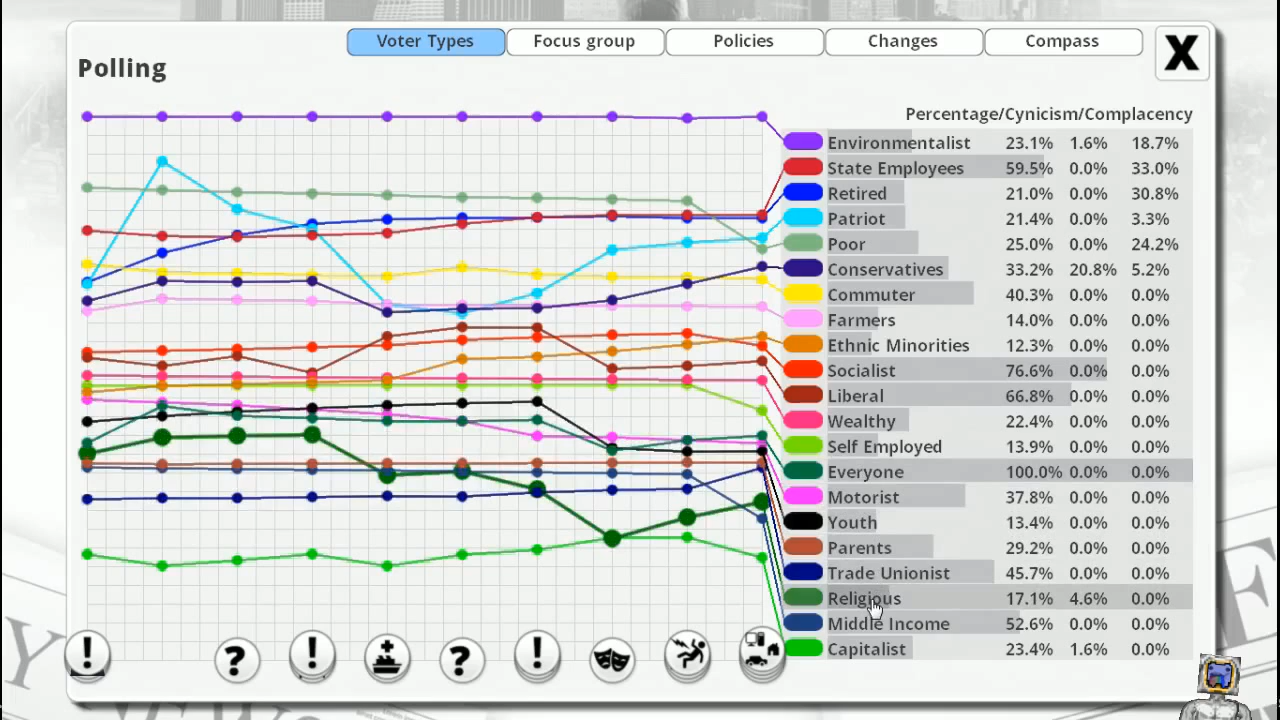 Voter Types Focus group Policies Changes Compass X
Polling
Percentage/Cynicism/Complacency
Environmentalist 23.1% 1.6% 18.7%
State Employees 59.5% 0.0% 33.0%
Retired 21.0% 0.0% 30.8%
Patriot 21.4% 0.0% 3.3%
Poor 25.0% 0.0% 24.2%
Conservatives 33.2% 20.8% 5.2%
Commuter 40.3% 0.0% 0.0%
Farmers 14.0% 0.0% 0.0%
Ethnic Minorities 12.3% 0.0% 0.0%
Socialist 76.6% 0.0% 0.0%
Liberal 66.8% 0.0% 0.0%
Wealthy 22.4% 0.0% 0.0%
Self Employed 13.9% 0.0% 0.0%
Everyone 100.0% 0.0% 0.0%
Motorist 37.8% 0.0% 0.0%
Youth 13.4% 0.0% 0.0%
Parents 29.2% 0.0% 0.0%
Trade Unionist 45.7% 0.0% 0.0%
Religious 17.1% 4.6% 0.0%
Middle Income 52.6% 0.0% 0.0%
Capitalist 23.4% 1.6% 0.0%
! ? ! ? !